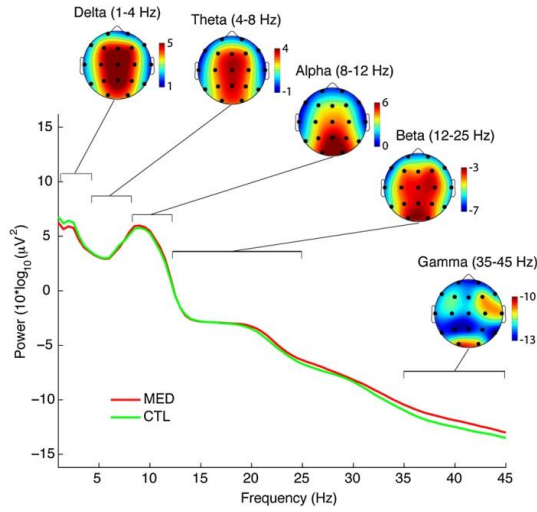 Delta (1-4 Hz)
5
1
Theta (4-8 Hz)
4
-1
Alpha (8-12 Hz)
6
0
Beta (12-25 Hz)
-3
-7
Gamma (35-45 Hz)
-10
-13
Power (10*log10 (μV2)
15
10
5
0
−5
−10
−15
MED
CTL
5 10 15 20 25 30 35 40 45
Frequency (Hz)